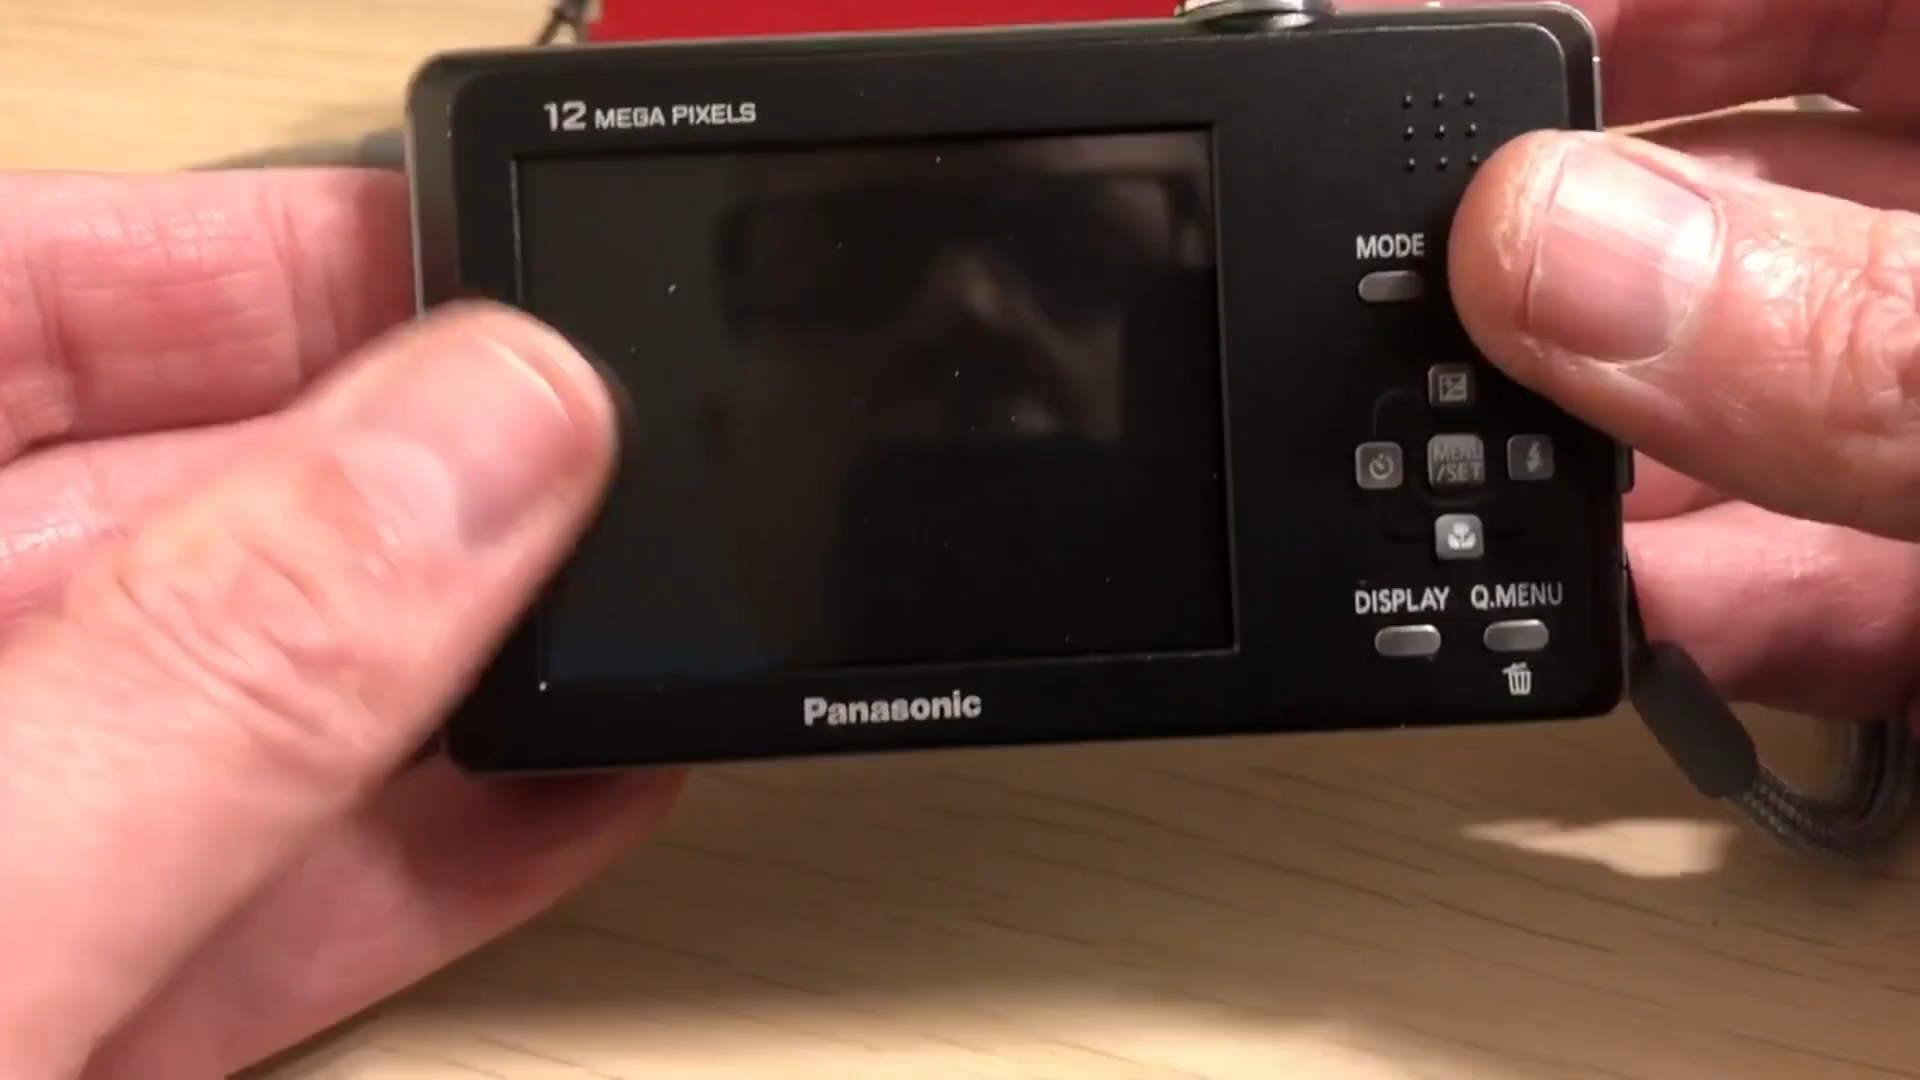 12 MEGA PIXELS
MODE
MENU
/SET
DISPLAY Q.MENU
Panasonic